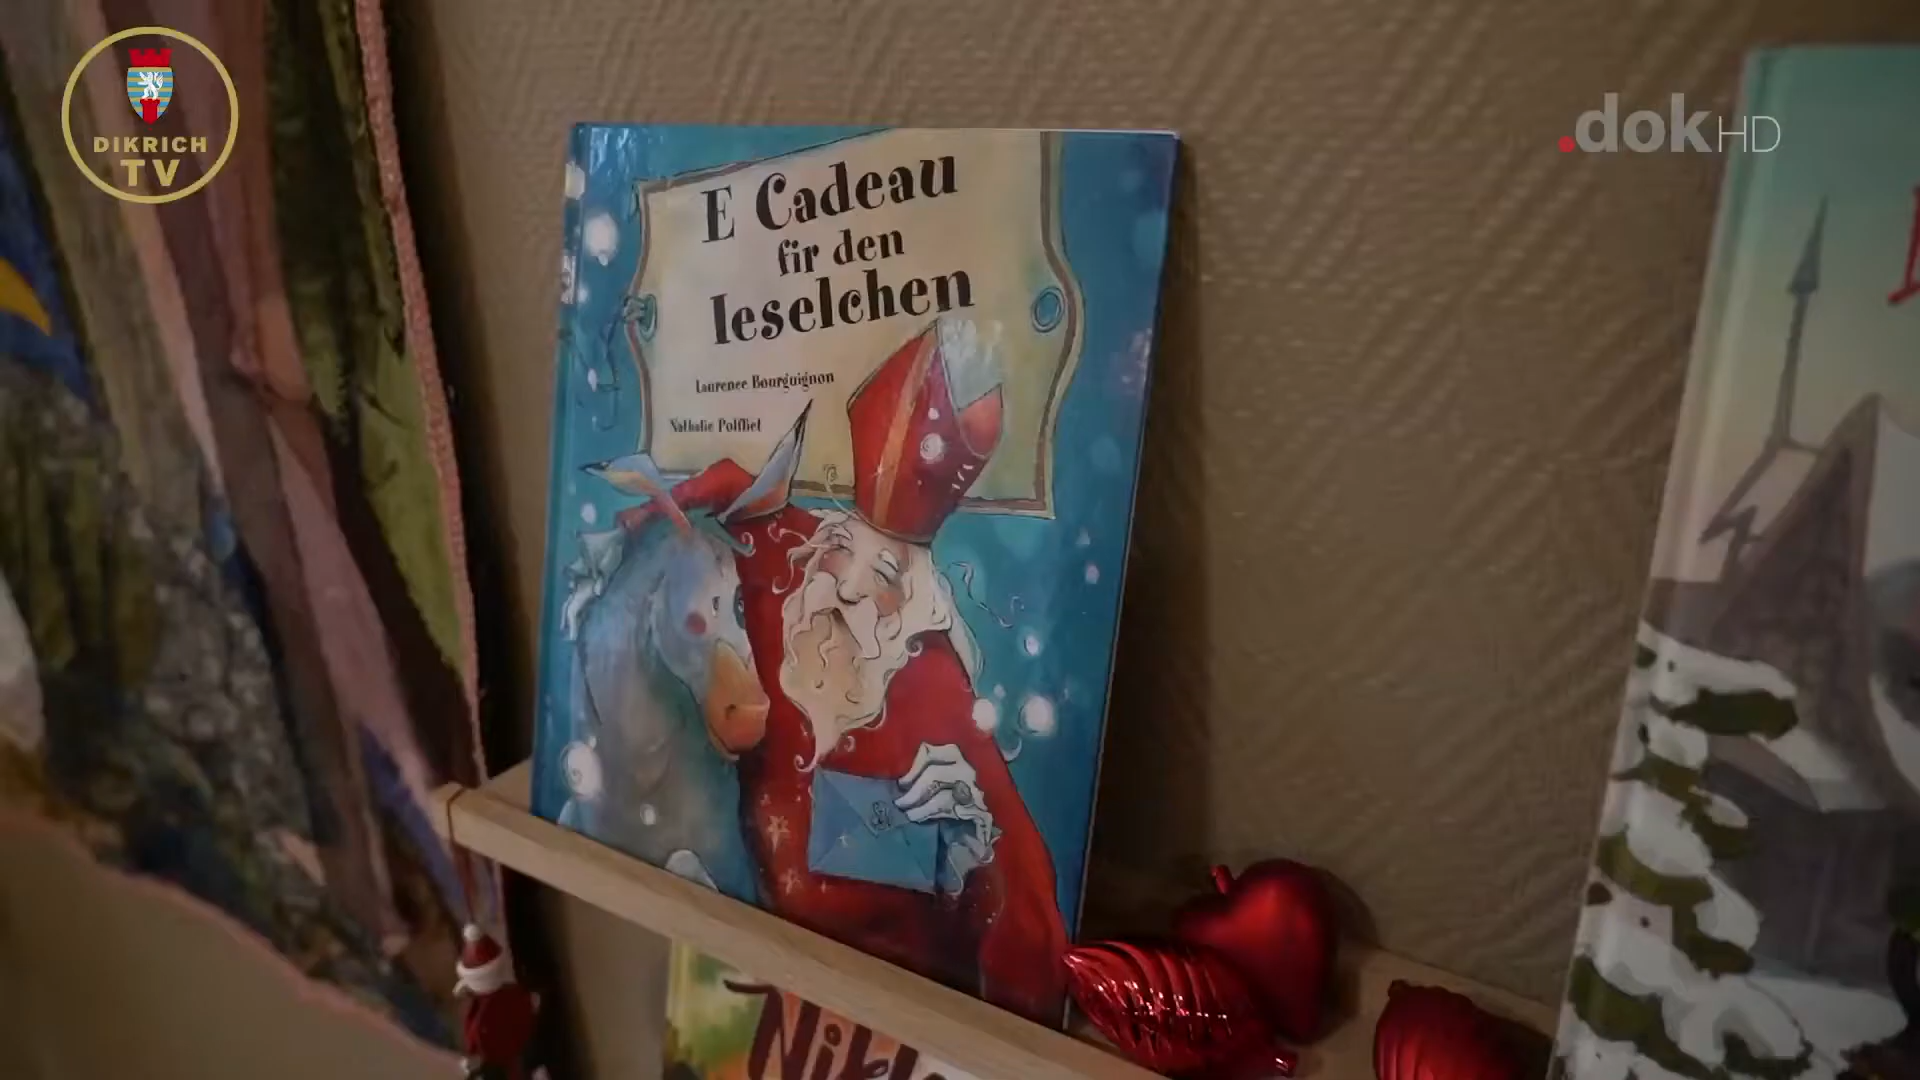 DIKRICH
TV
.dokHD
E Cadeau
fir den
Ieselchen
Laurence Bourguignon
Nathalie Polfliet